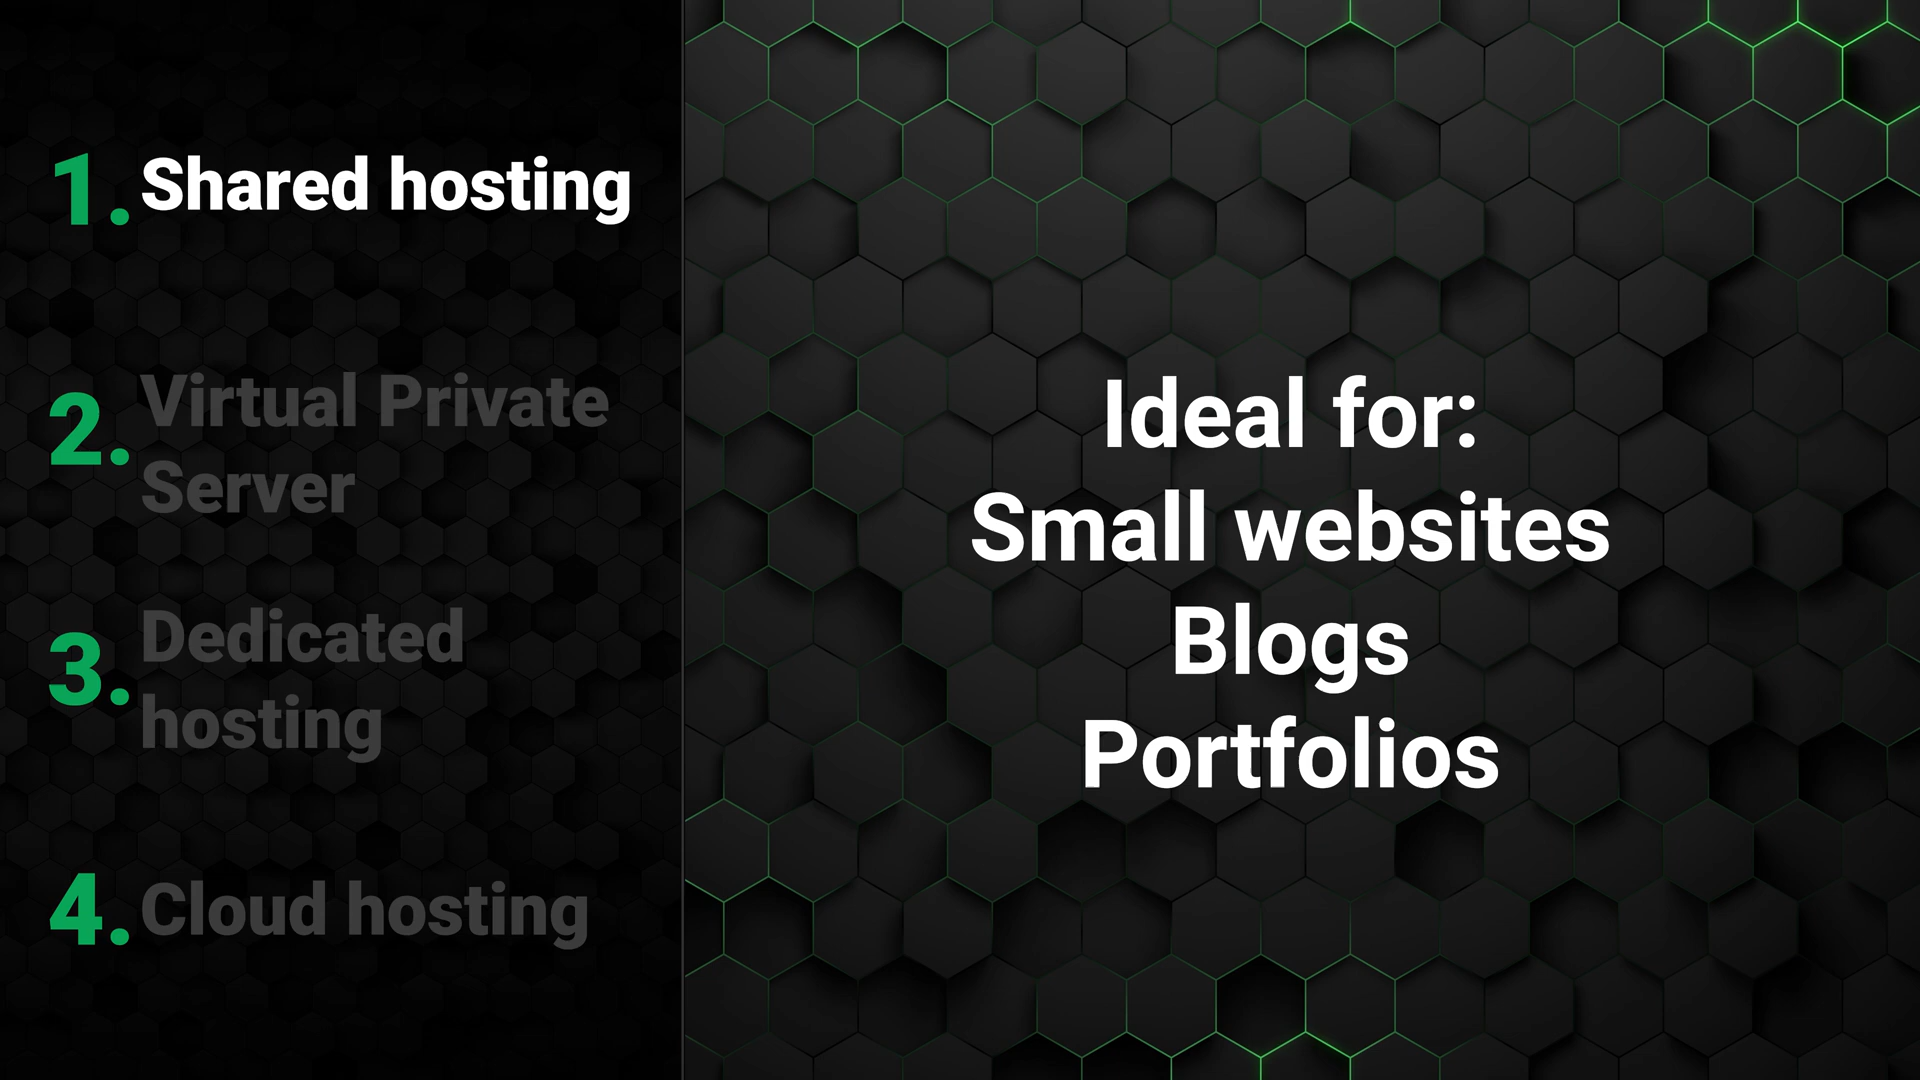 1. Shared hosting
2. Virtual Private
Server
3. Dedicated
hosting
4. Cloud hosting
Ideal for:
Small websites
Blogs
Portfolios